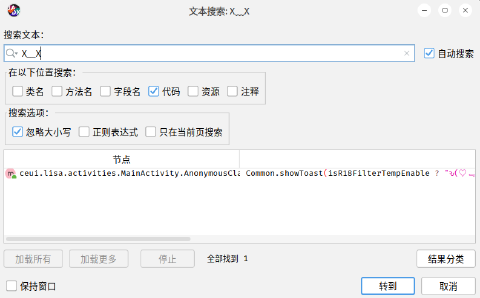 文本搜索: X﹏X
搜索文本：
X﹏X
自动搜索
在以下位置搜索：
类名 方法名 字段名 代码 资源 注释
搜索选项：
忽略大小写 正则表达式 只在当前页搜索
节点
ceui.lisa.activities.MainActivity.AnonymousCla Common.showToast(isR18FilterTempEnable ? "ԅ(♡﹃
加载所有 加载更多 停止 全部找到 1 结果分类
保持窗口 转到 取消